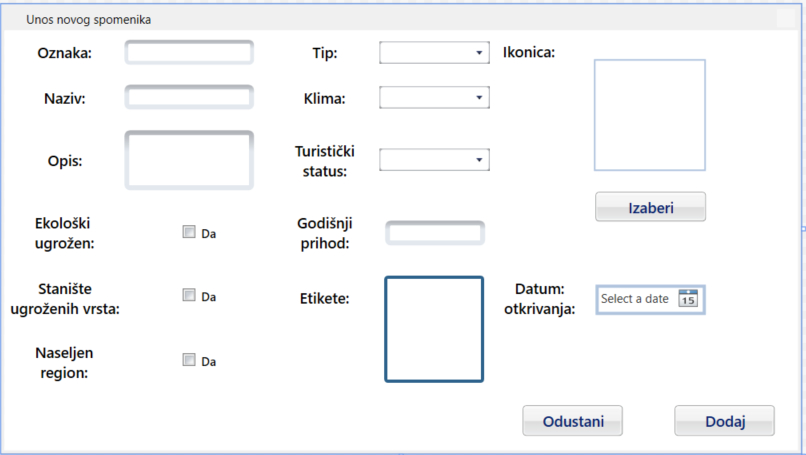 Unos novog spomenika
Oznaka:
Tip:
Ikonica:
Naziv:
Klima:
Opis:
Turistički
status:
Izaberi
Ekološki
ugrožen:
Da
Godišnji
prihod:
Stanište
ugroženih vrsta:
Da
Etikete:
Datum:
otkrivanja:
Select a date
15
Naseljen
region:
Da
Odustani
Dodaj